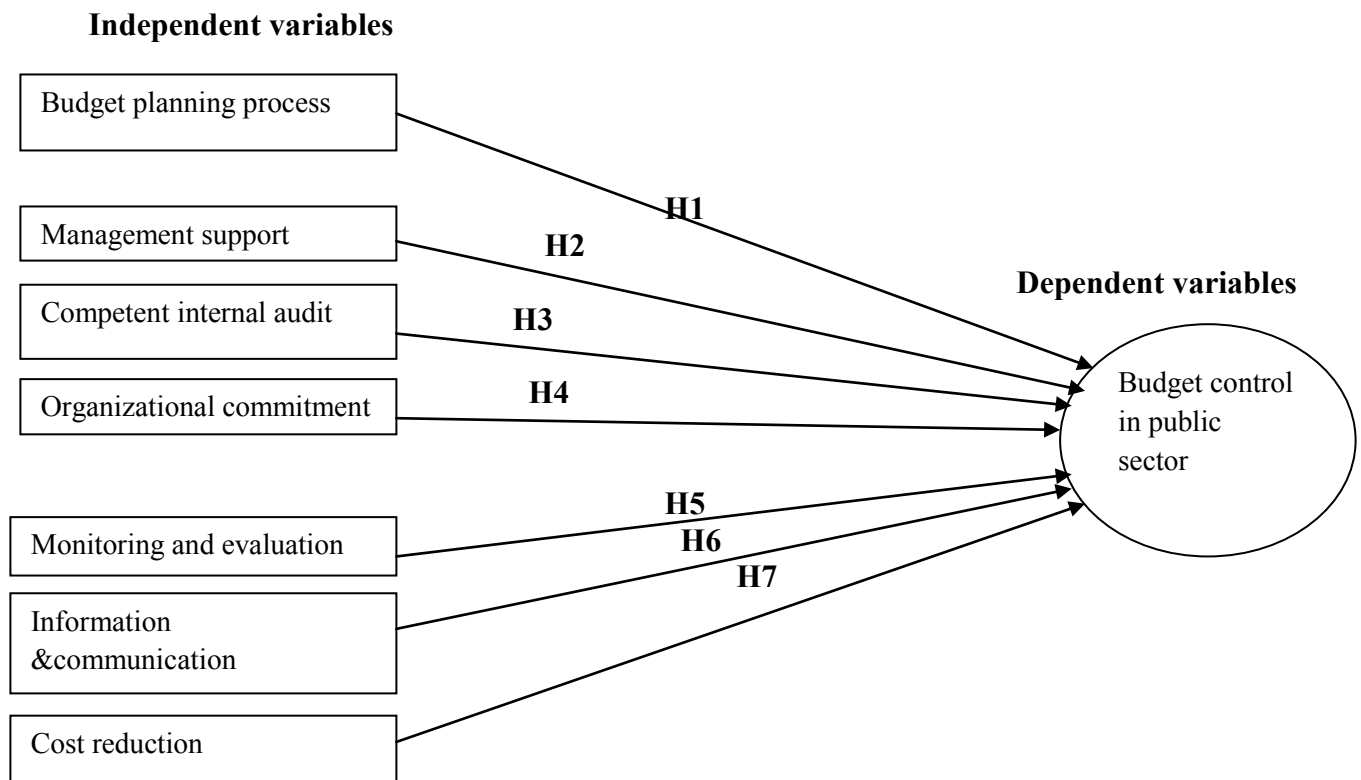 Independent variables
Budget planning process
H1
Management support
H2
Dependent variables
Competent internal audit
H3
Budget control
in public
sector
Organizational commitment
H4
H5
Monitoring and evaluation
H6
H7
Information
&communication
Cost reduction